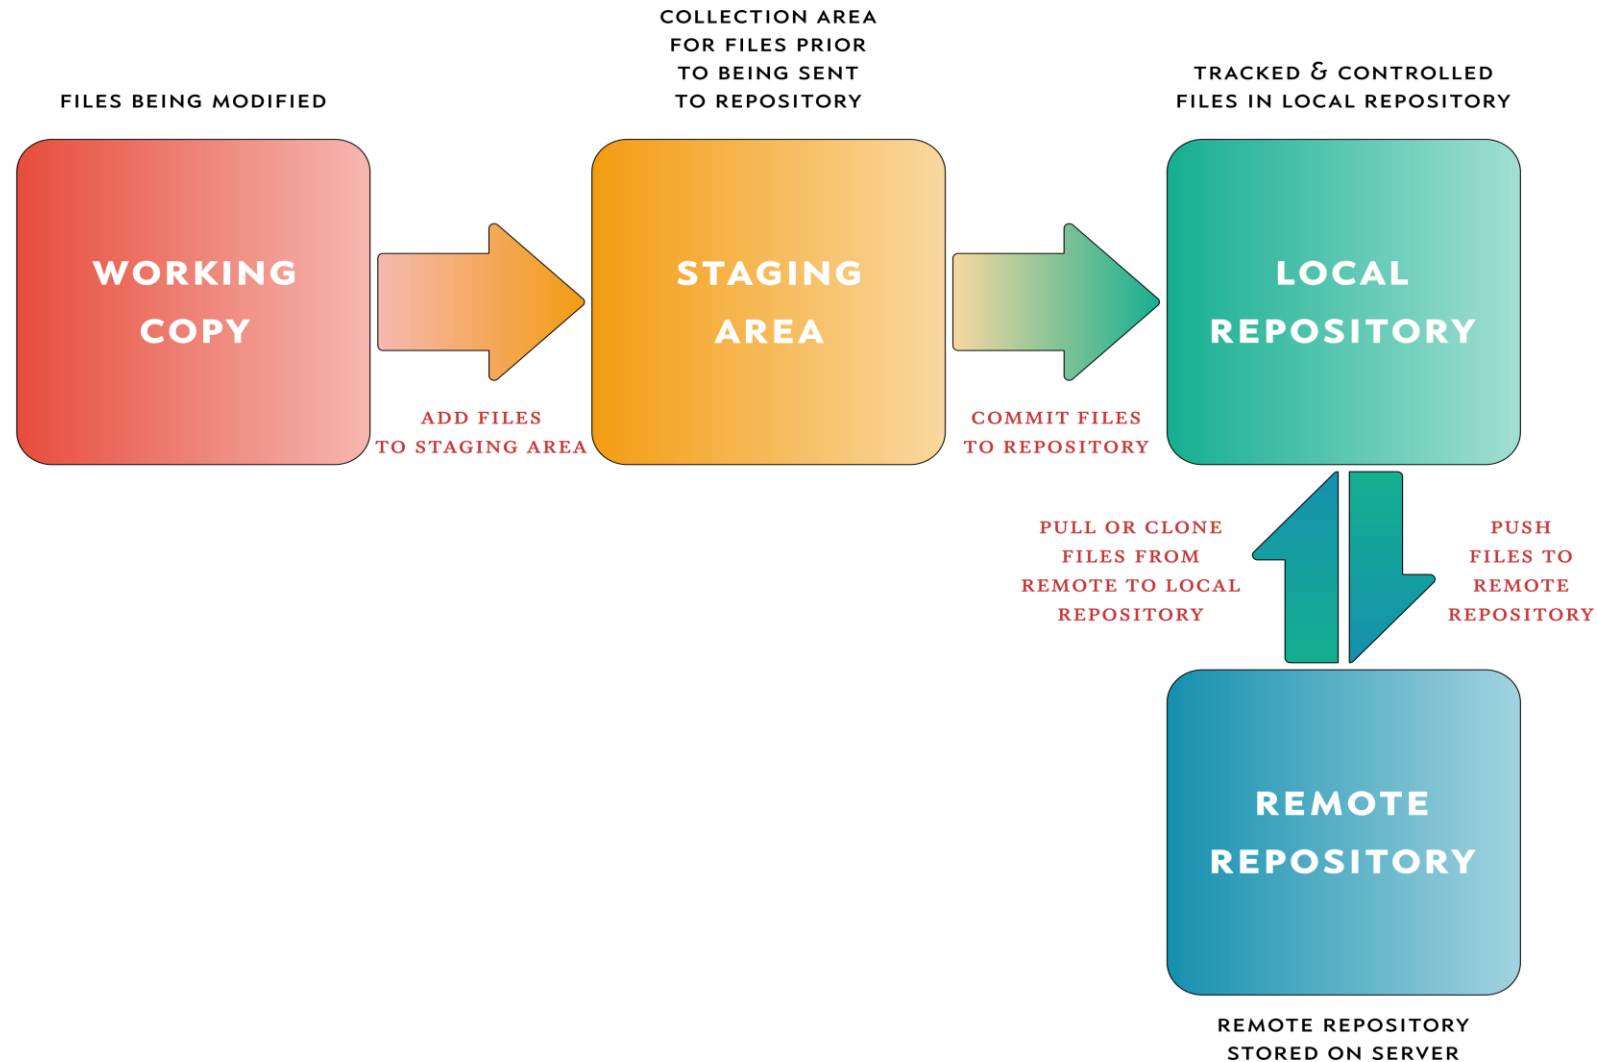 COLLECTION AREA
FOR FILES PRIOR
TO BEING SENT
TO REPOSITORY
TRACKED & CONTROLLED
FILES IN LOCAL REPOSITORY
FILES BEING MODIFIED
WORKING
COPY
STAGING
AREA
LOCAL
REPOSITORY
ADD FILES
TO STAGING AREA
COMMIT FILES
TO REPOSITORY
PULL OR CLONE
FILES FROM
REMOTE TO LOCAL
REPOSITORY
PUSH
FILES TO
REMOTE
REPOSITORY
REMOTE
REPOSITORY
REMOTE REPOSITORY
STORED ON SERVER